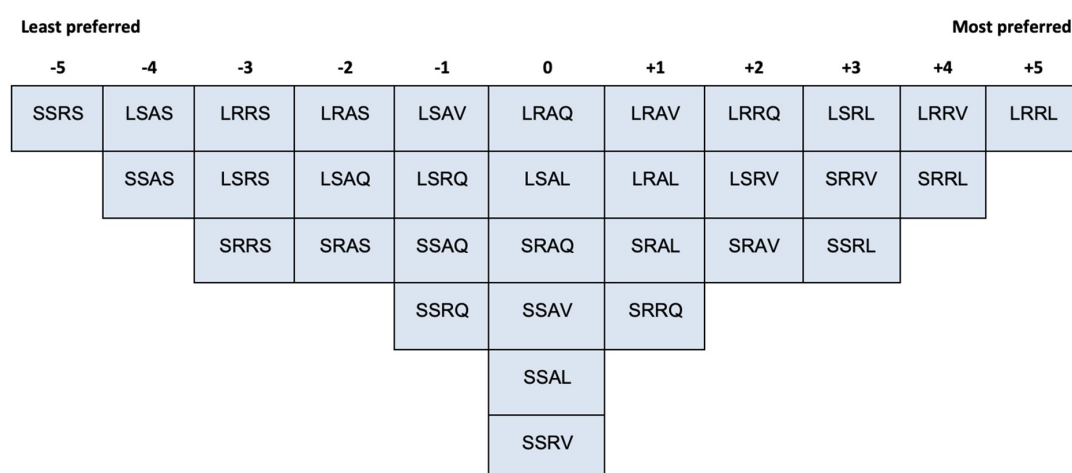 Least preferred Most preferred
-5 -4 -3 -2 -1 0 +1 +2 +3 +4 +5
SSRS LSAS LRRS LRAS LSAV LRAQ LRAV LRRQ LSRL LRRV LRRL
SSAS LSRS LSAQ LSRQ LSAL LRAL LSRV SRRV SRRL
SRRS SRAS SSAQ SRAQ SRAL SRAV SSRL
SSRQ SSAV SRRQ
SSAL
SSRV